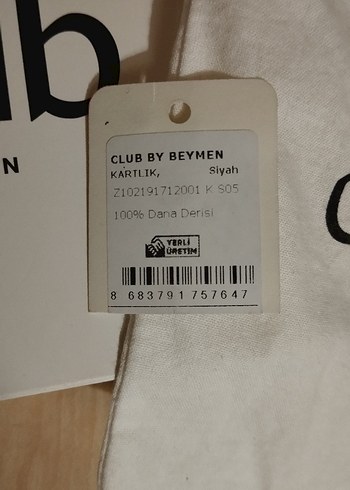 lb
N
CLUB BY BEYMEN
KARTLIK, Siyah
Z102191712001 K S05
100% Dana Derisi
YERLİ
ÜRETİM
8 683791 757647